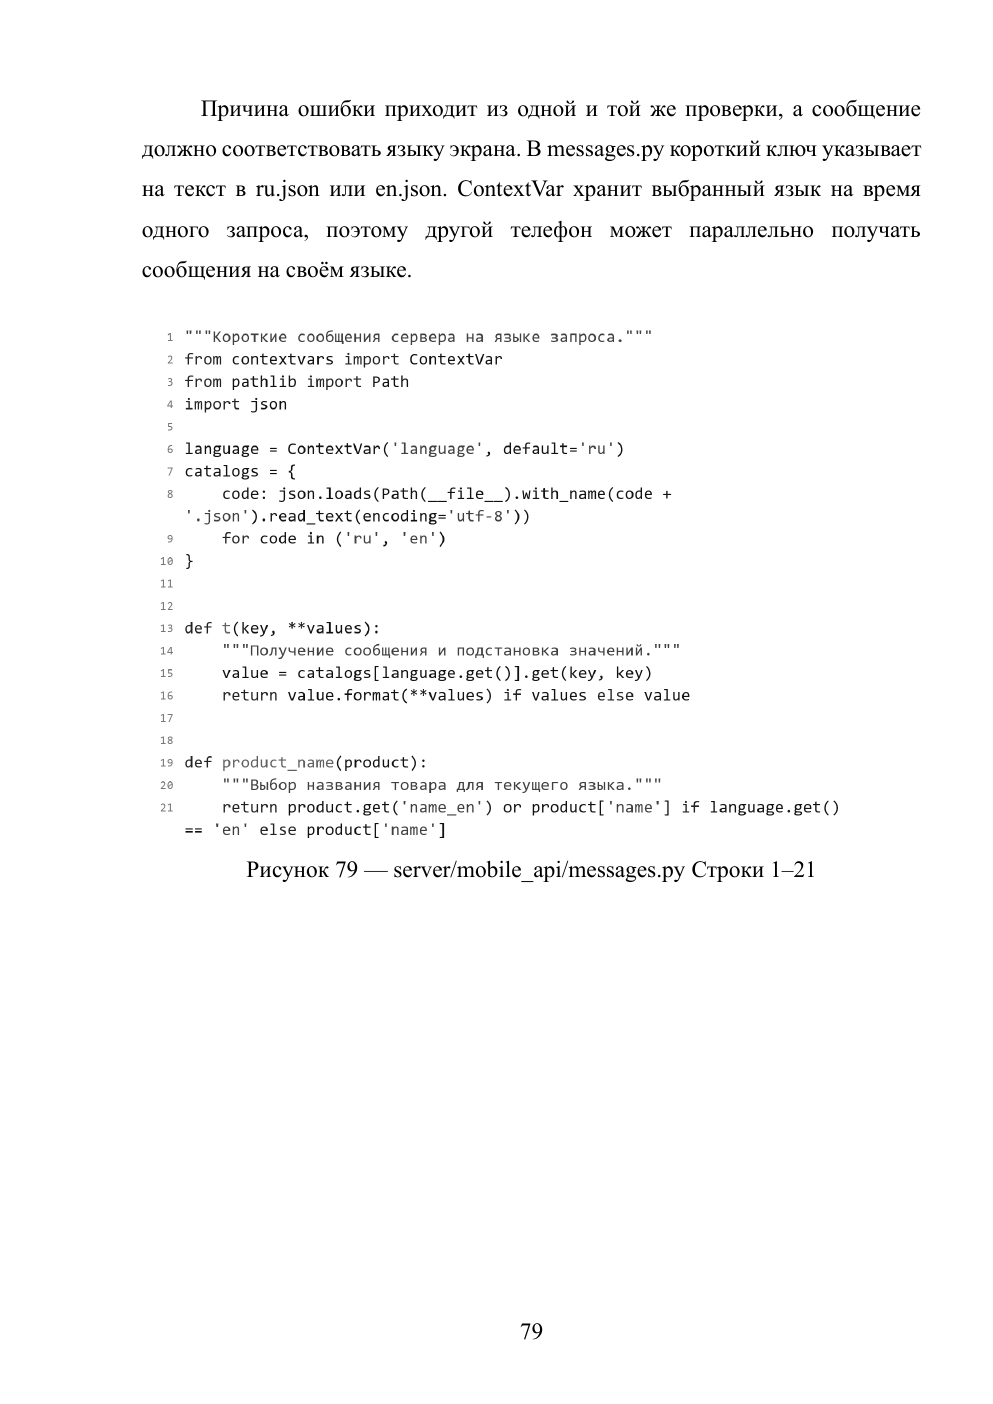 Причина ошибки приходит из одной и той же проверки, а сообщение
должно соответствовать языку экрана. В messages.py короткий ключ указывает
на текст в ru.json или en.json. ContextVar хранит выбранный язык на время
одного запроса, поэтому другой телефон может параллельно получать
сообщения на своём языке.
1 """Короткие сообщения сервера на языке запроса."""
2 from contextvars import ContextVar
3 from pathlib import Path
4 import json
5
6 language = ContextVar('language', default='ru')
7 catalogs = {
8     code: json.loads(Path(__file__).with_name(code +
'.json').read_text(encoding='utf-8'))
9     for code in ('ru', 'en')
10 }
11
12
13 def t(key, **values):
14     """Получение сообщения и подстановка значений."""
15     value = catalogs[language.get()].get(key, key)
16     return value.format(**values) if values else value
17
18
19 def product_name(product):
20     """Выбор названия товара для текущего языка."""
21     return product.get('name_en') or product['name'] if language.get()
== 'en' else product['name']
Рисунок 79 — server/mobile_api/messages.py Строки 1–21
79